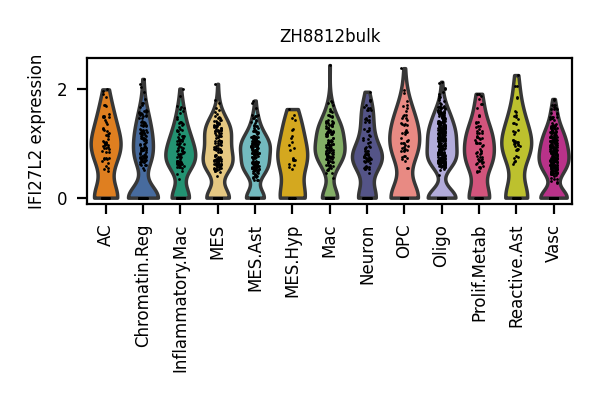 ZH8812bulk
IFI27L2 expression
2
0
AC
Chromatin.Reg
Inflammatory.Mac
MES
MES.Ast
MES.Hyp
Mac
Neuron
OPC
Oligo
Prolif.Metab
Reactive.Ast
Vasc